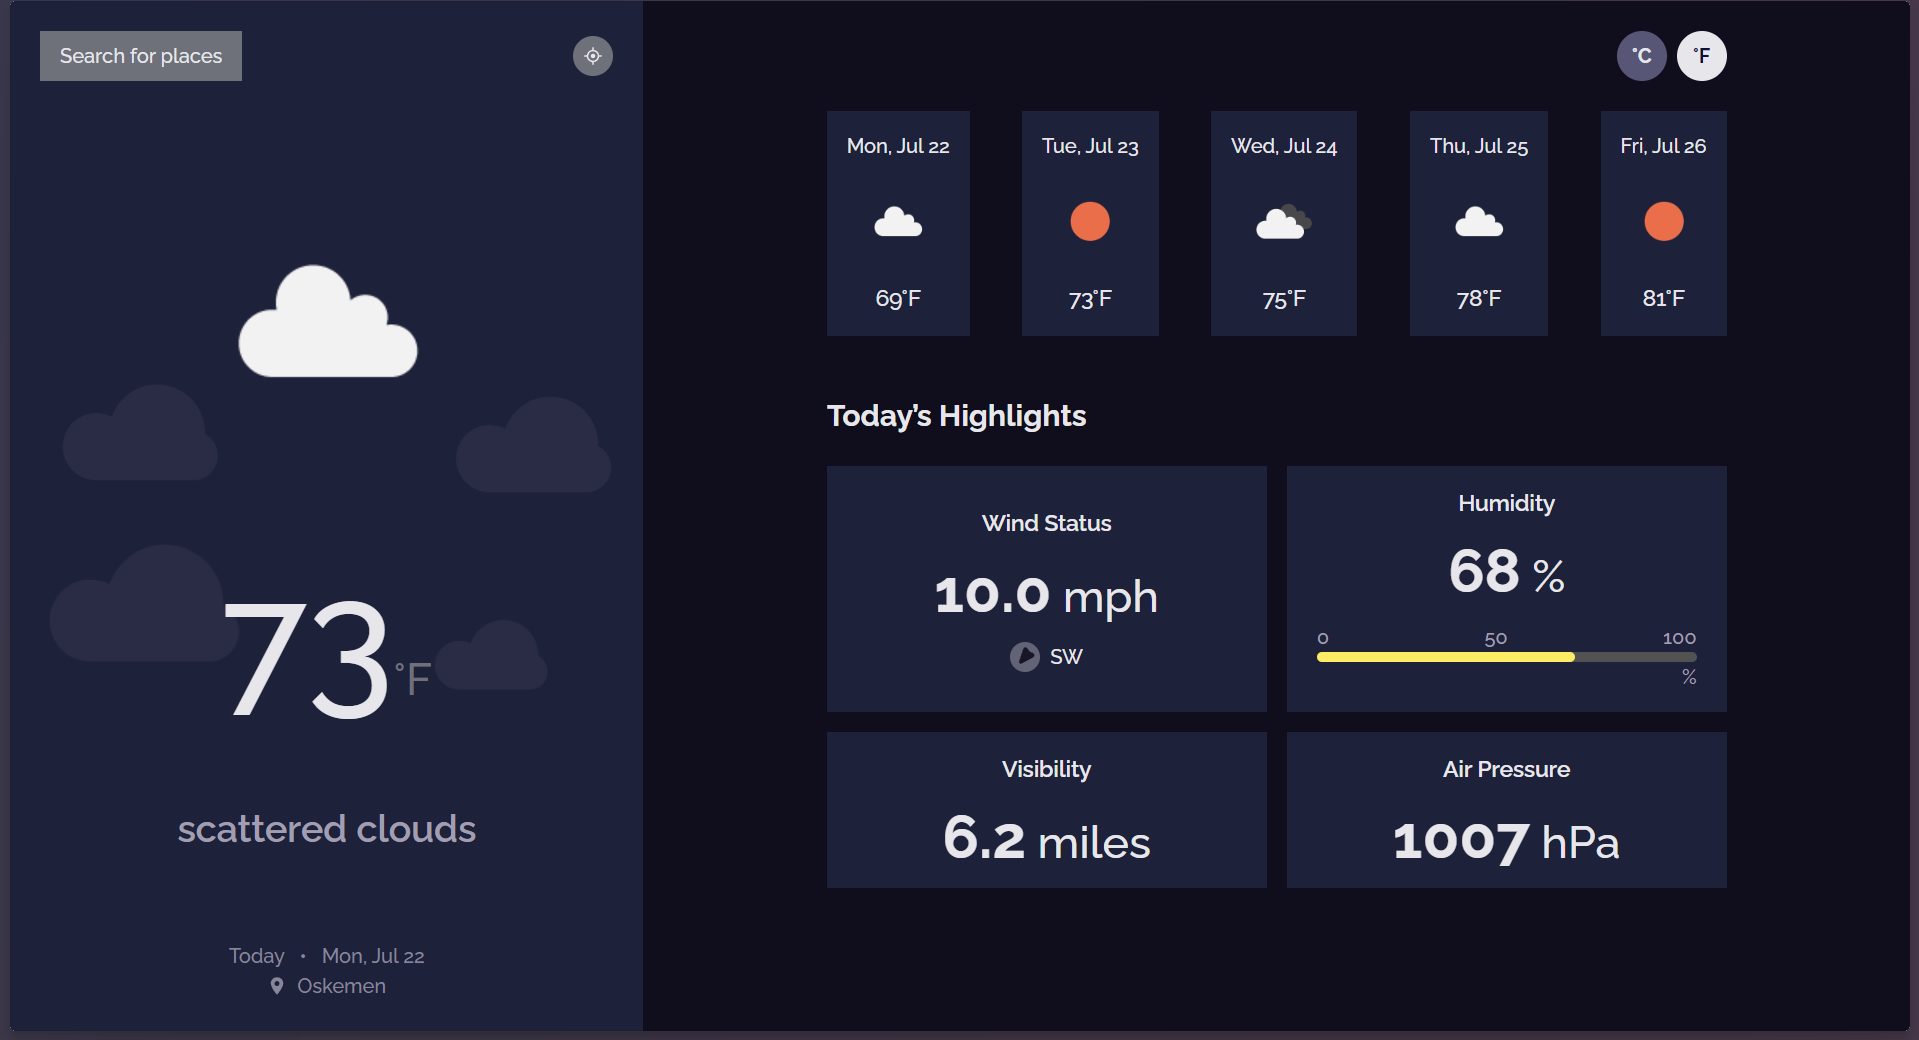 Search for places
73°F
scattered clouds
Today • Mon, Jul 22
Oskemen
°C °F
Mon, Jul 22
69°F
Tue, Jul 23
73°F
Wed, Jul 24
75°F
Thu, Jul 25
78°F
Fri, Jul 26
81°F
Today’s Highlights
Wind Status
10.0 mph
SW
Humidity
68 %
0 50 100
%
Visibility
6.2 miles
Air Pressure
1007 hPa